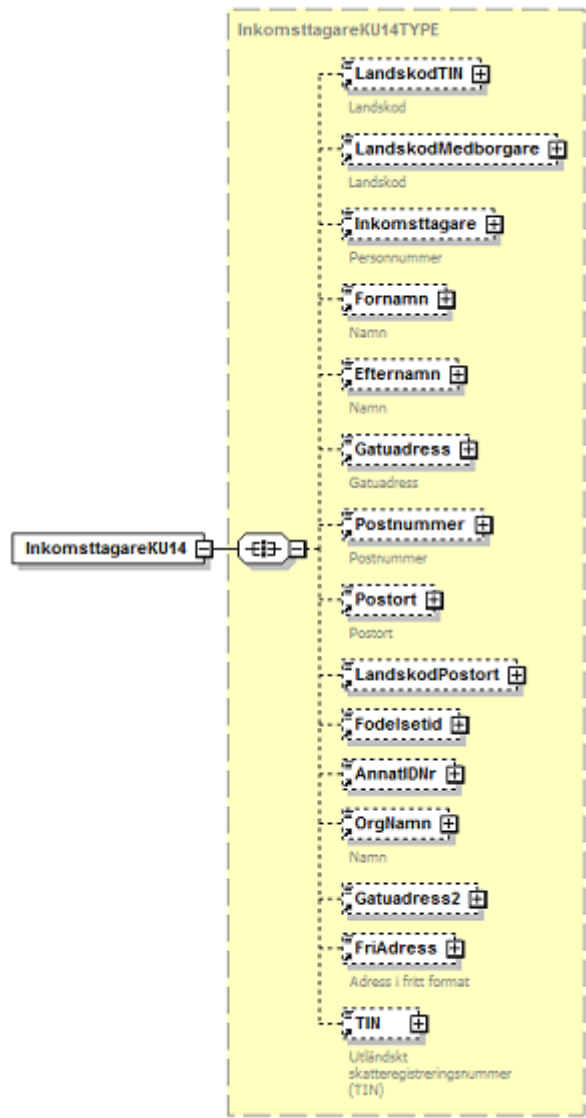 InkomsttagareKU14TYPE
LandskodTIN
Landskod
LandskodMedborgare
Landskod
Inkomsttagare
Personnummer
Fornamn
Namn
Efternamn
Namn
Gatuadress
Gatuadress
Postnummer
Postnummer
InkomsttagareKU14
Postort
Postort
LandskodPostort
Fodelsetid
AnnatIDNr
OrgNamn
Namn
Gatuadress2
FriAdress
Adress i fritt format
TIN
Utländskt
skatteregistreringsnummer
(TIN)